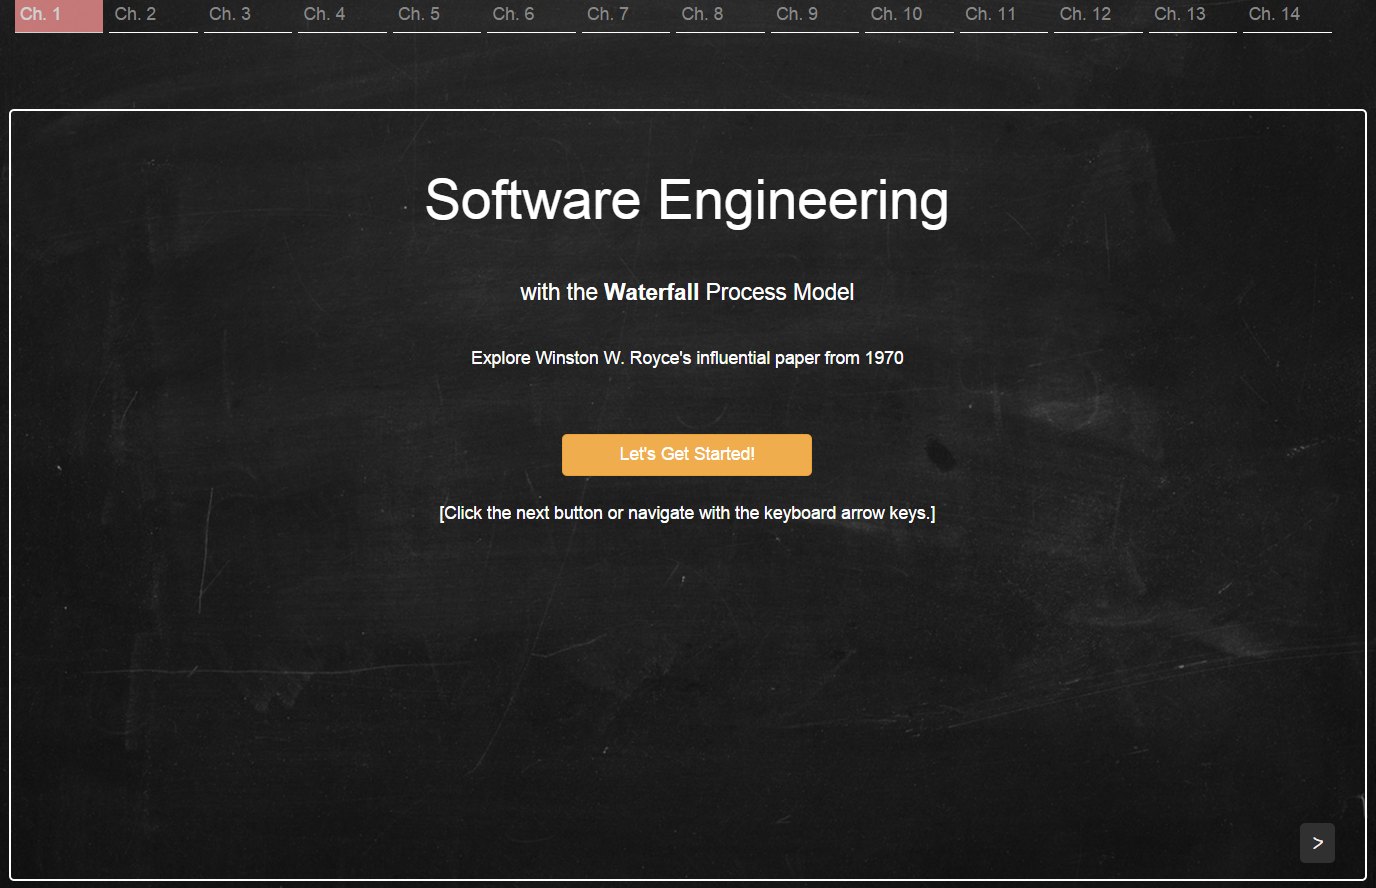 Ch. 1 Ch. 2 Ch. 3 Ch. 4 Ch. 5 Ch. 6 Ch. 7 Ch. 8 Ch. 9 Ch. 10 Ch. 11 Ch. 12 Ch. 13 Ch. 14
Software Engineering
with the Waterfall Process Model
Explore Winston W. Royce's influential paper from 1970
Let's Get Started!
[Click the next button or navigate with the keyboard arrow keys.]
>